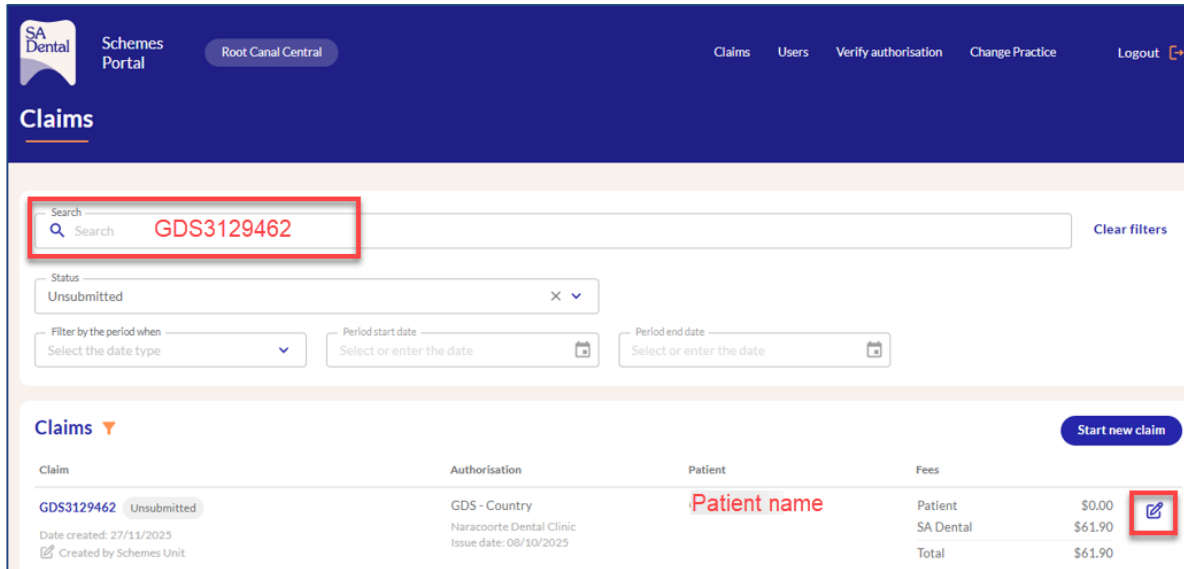 SA
Dental
Schemes
Portal
Root Canal Central
Claims Users Verify authorisation Change Practice Logout
Claims
Search
Search GDS3129462
Clear filters
Status
Unsubmitted
Filter by the period when Period start date Period end date
Select the date type Select or enter the date Select or enter the date
Claims Start new claim
Claim Authorisation Patient Fees
GDS3129462 Unsubmitted GDS - Country Patient name Patient $0.00
Naracoorte Dental Clinic SA Dental $61.90
Date created: 27/11/2025 Issue date: 08/10/2025
Created by Schemes Unit Total $61.90